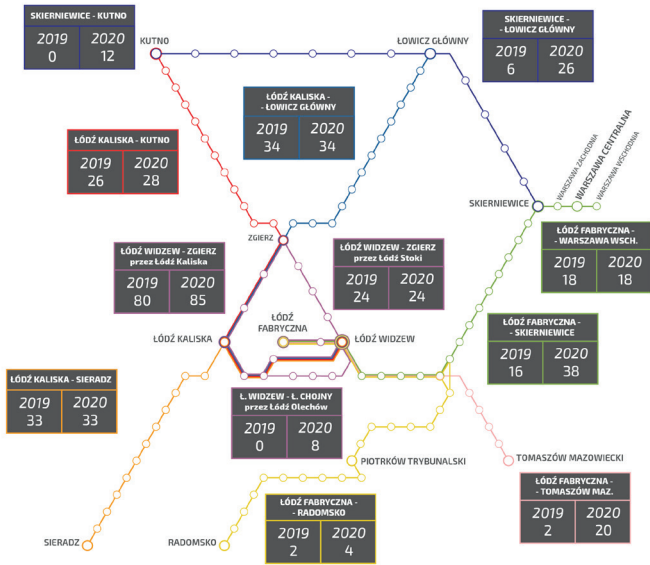 SKIERNIEWICE - KUTNO
2019 2020
0 12
KUTNO
ŁOWICZ GŁÓWNY
SKIERNIEWICE -
- ŁOWICZ GŁÓWNY
2019 2020
6 26
ŁÓDŹ KALISKA -
- ŁOWICZ GŁÓWNY
2019 2020
34 34
ŁÓDŹ KALISKA - KUTNO
2019 2020
26 28
WARSZAWA ZACHODNIA
WARSZAWA CENTRALNA
WARSZAWA WSCHODNIA
SKIERNIEWICE
ZGIERZ
ŁÓDŹ FABRYCZNA -
- WARSZAWA WSCH.
2019 2020
18 18
ŁÓDŹ WIDZEW - ZGIERZ
przez Łódź Kaliska
2019 2020
80 85
ŁÓDŹ WIDZEW - ZGIERZ
przez Łódź Stoki
2019 2020
24 24
ŁÓDŹ
FABRYCZNA
ŁÓDŹ KALISKA
ŁÓDŹ WIDZEW
ŁÓDŹ FABRYCZNA -
- SKIERNIEWICE
2019 2020
16 38
ŁÓDŹ KALISKA - SIERADZ
2019 2020
33 33
Ł. WIDZEW - Ł. CHOJNY
przez Łódź Olechów
2019 2020
0 8
PIOTRKÓW TRYBUNALSKI
TOMASZÓW MAZOWIECKI
ŁÓDŹ FABRYCZNA -
- TOMASZÓW MAZ.
2019 2020
2 20
ŁÓDŹ FABRYCZNA -
- RADOMSKO
2019 2020
2 4
SIERADZ
RADOMSKO